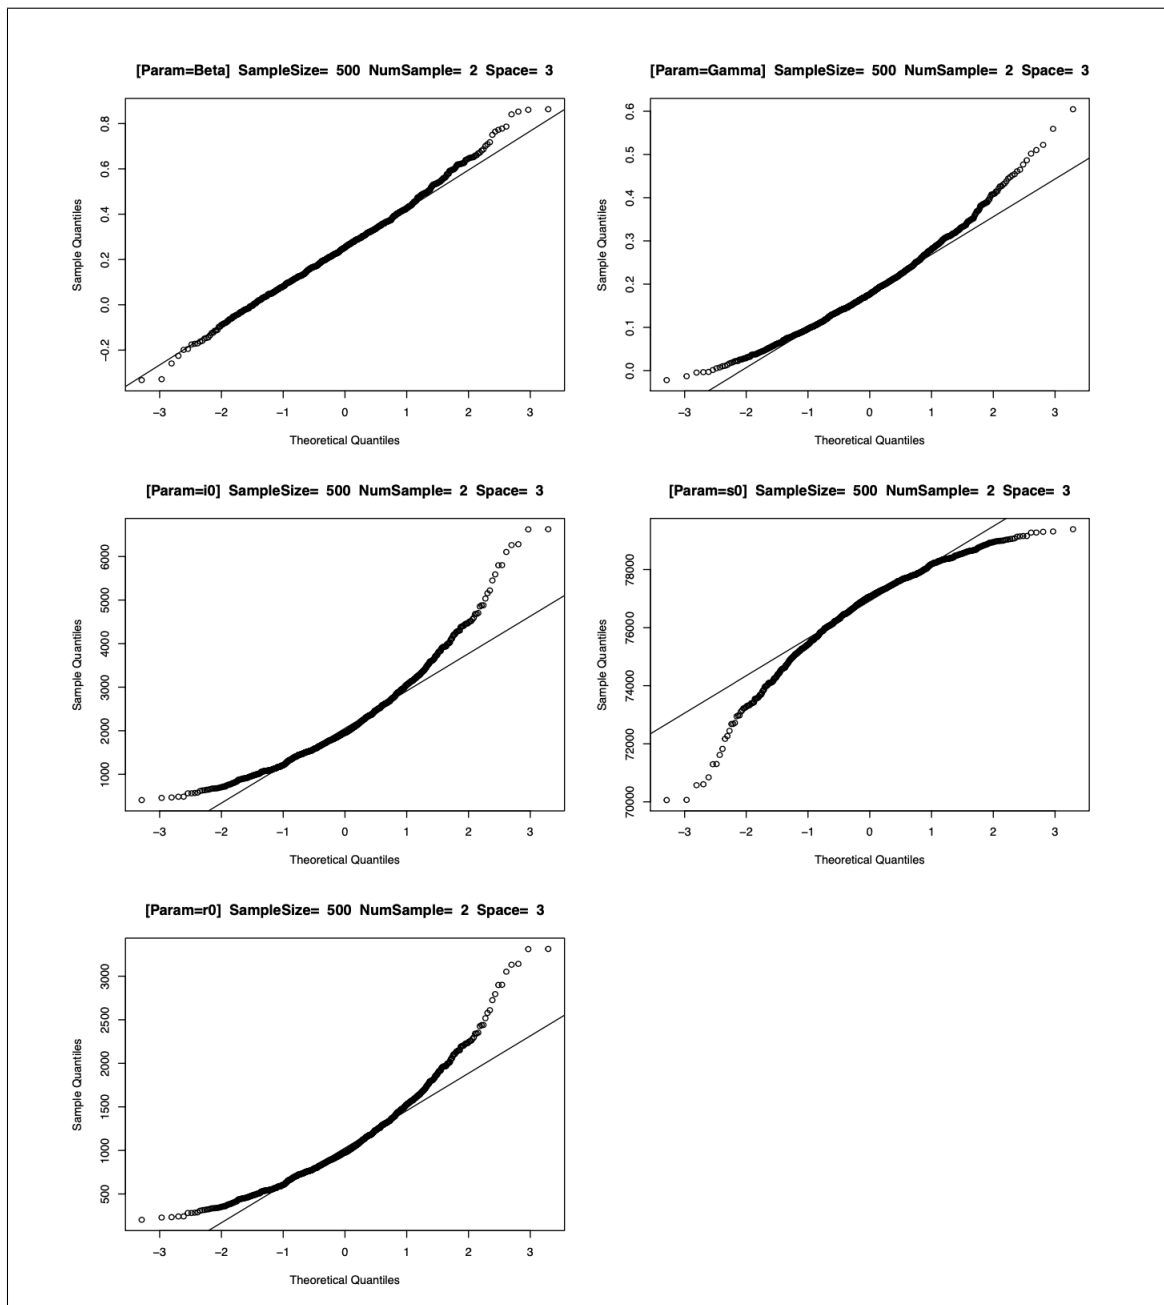 [Param=Beta] SampleSize= 500 NumSample= 2 Space= 3
Sample Quantiles
−0.2 0.0 0.2 0.4 0.6 0.8
−3 −2 −1 0 1 2 3
Theoretical Quantiles
[Param=Gamma] SampleSize= 500 NumSample= 2 Space= 3
Sample Quantiles
0.0 0.1 0.2 0.3 0.4 0.5 0.6
−3 −2 −1 0 1 2 3
Theoretical Quantiles
[Param=i0] SampleSize= 500 NumSample= 2 Space= 3
Sample Quantiles
1000 2000 3000 4000 5000 6000
−3 −2 −1 0 1 2 3
Theoretical Quantiles
[Param=s0] SampleSize= 500 NumSample= 2 Space= 3
Sample Quantiles
70000 72000 74000 76000 78000
−3 −2 −1 0 1 2 3
Theoretical Quantiles
[Param=r0] SampleSize= 500 NumSample= 2 Space= 3
Sample Quantiles
500 1000 1500 2000 2500 3000
−3 −2 −1 0 1 2 3
Theoretical Quantiles